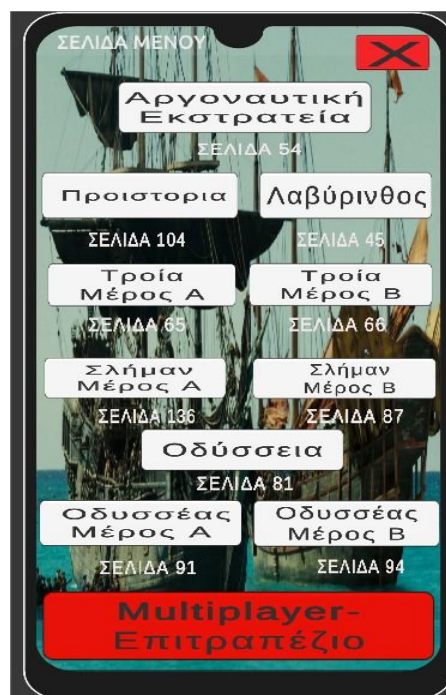 ΣΕΛΙΔΑ ΜΕΝΟΥ
X
Αργοναυτική
Εκστρατεία
ΣΕΛΙΔΑ 54
Προιστορια
Λαβύρινθος
ΣΕΛΙΔΑ 104
ΣΕΛΙΔΑ 45
Τροία
Μέρος Α
Τροία
Μέρος Β
ΣΕΛΙΔΑ 65
ΣΕΛΙΔΑ 66
Σλήμαν
Μέρος Α
Σλήμαν
Μέρος Β
ΣΕΛΙΔΑ 136
ΣΕΛΙΔΑ 87
Οδύσσεια
ΣΕΛΙΔΑ 81
Οδυσσέας
Μέρος Α
Οδυσσέας
Μέρος Β
ΣΕΛΙΔΑ 91
ΣΕΛΙΔΑ 94
Multiplayer-
Επιτραπέζιο